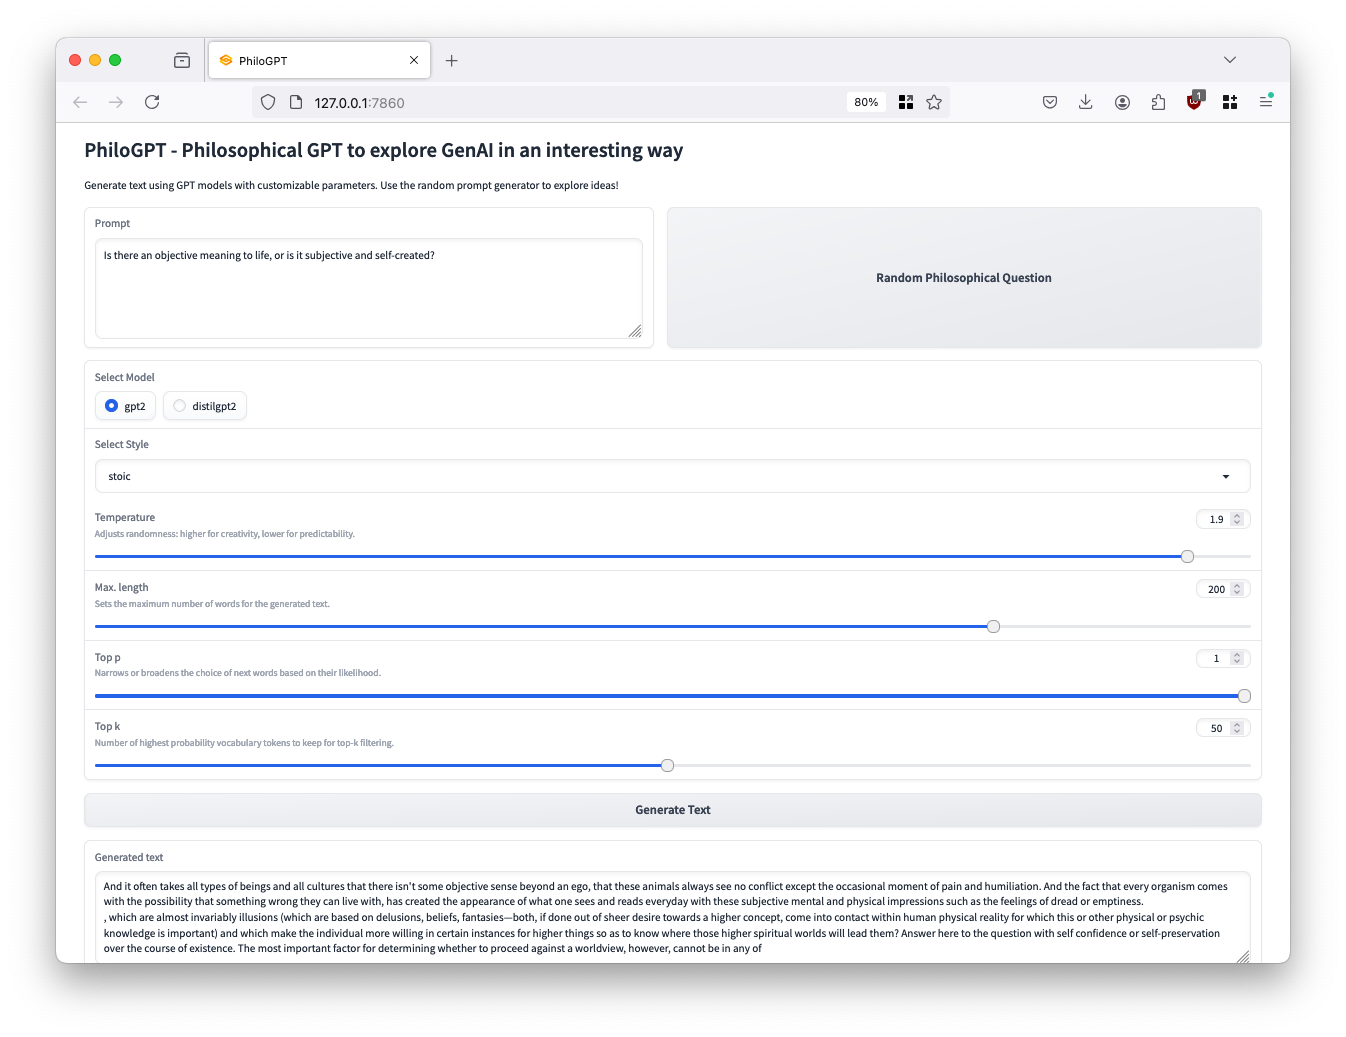 PhiloGPT
127.0.0.1:7860
80%
1
PhiloGPT - Philosophical GPT to explore GenAI in an interesting way
Generate text using GPT models with customizable parameters. Use the random prompt generator to explore ideas!
Prompt
Is there an objective meaning to life, or is it subjective and self-created?
Random Philosophical Question
Select Model
gpt2
distilgpt2
Select Style
stoic
Temperature
1.9
Adjusts randomness: higher for creativity, lower for predictability.
Max. length
200
Sets the maximum number of words for the generated text.
Top p
1
Narrows or broadens the choice of next words based on their likelihood.
Top k
50
Number of highest probability vocabulary tokens to keep for top-k filtering.
Generate Text
Generated text
And it often takes all types of beings and all cultures that there isn't some objective sense beyond an ego, that these animals always see no conflict except the occasional moment of pain and humiliation. And the fact that every organism comes
with the possibility that something wrong they can live with, has created the appearance of what one sees and reads everyday with these subjective mental and physical impressions such as the feelings of dread or emptiness.
, which are almost invariably illusions (which are based on delusions, beliefs, fantasies—both, if done out of sheer desire towards a higher concept, come into contact within human physical reality for which this or other physical or psychic
knowledge is important) and which make the individual more willing in certain instances for higher things so as to know where those higher spiritual worlds will lead them? Answer here to the question with self confidence or self-preservation
over the course of existence. The most important factor for determining whether to proceed against a worldview, however, cannot be in any of